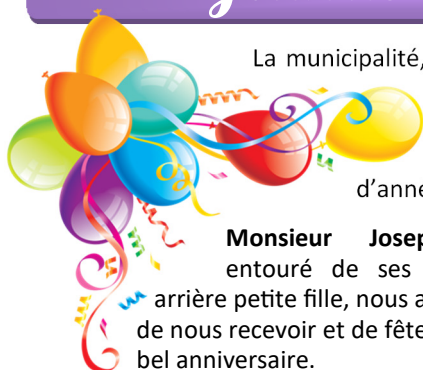 La municipalité,
d'anne
Monsieur Josep
entouré de ses
arrière petite fille, nous a
de nous recevoir et de fête
bel anniversaire.